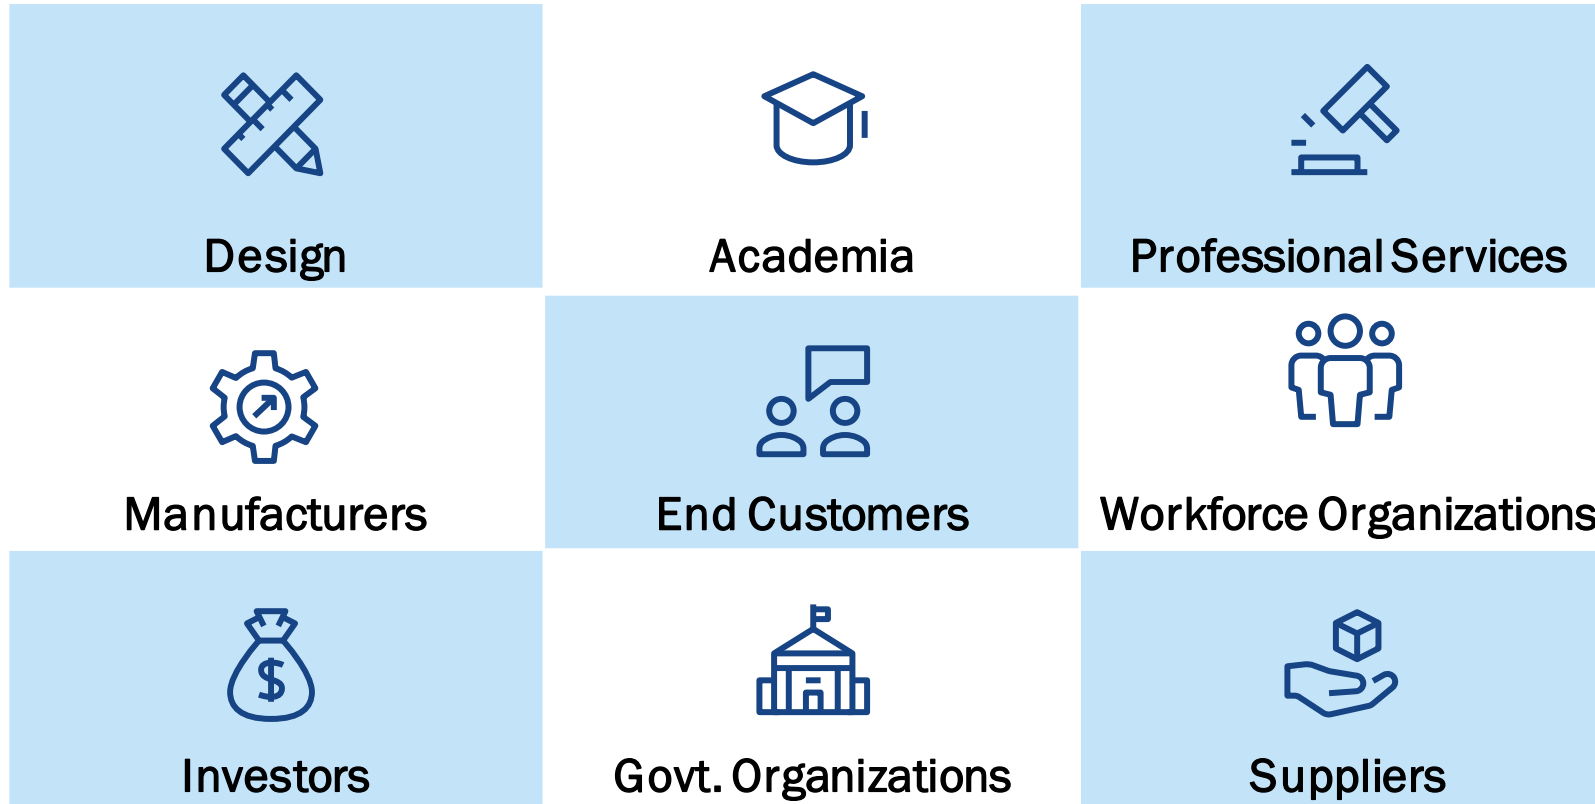 Design
Academia
Professional Services
Manufacturers
End Customers
Workforce Organizations
$
Investors
Govt. Organizations
Suppliers